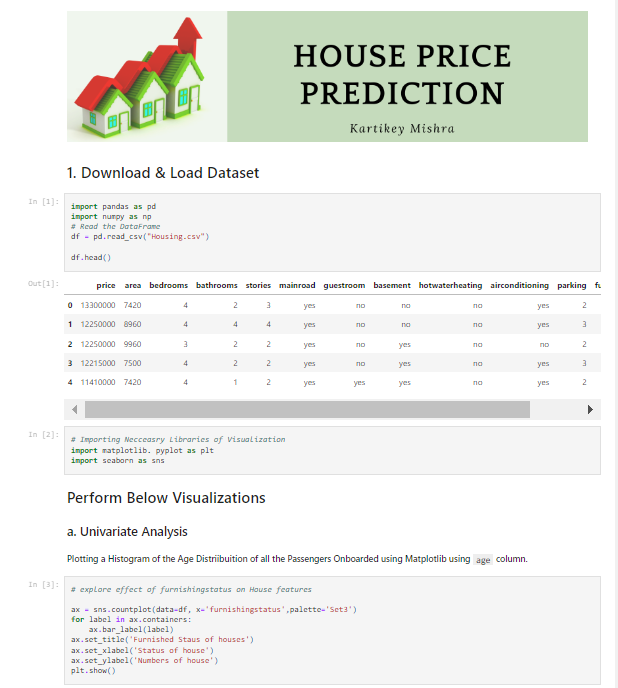 HOUSE PRICE
PREDICTION
Kartikey Mishra
1. Download & Load Dataset
In [1]:
import pandas as pd
import numpy as np
# Read the DataFrame
df = pd.read_csv("Housing.csv")
df.head()
Out[1]:
price area bedrooms bathrooms stories mainroad guestroom basement hotwaterheating airconditioning parking fu
0 13300000 7420 4 2 3 yes no no no yes 2
1 12250000 8960 4 4 4 yes no no no yes 3
2 12250000 9960 3 2 2 yes no yes no no 2
3 12215000 7500 4 2 2 yes no yes no yes 3
4 11410000 7420 4 1 2 yes yes yes no yes 2
In [2]:
# Importing Necceasry Libraries of Visualization
import matplotlib. pyplot as plt
import seaborn as sns
Perform Below Visualizations
a. Univariate Analysis
Plotting a Histogram of the Age Distriibuition of all the Passengers Onboarded using Matplotlib using age column.
In [3]:
# explore effect of furnishingstatus on House features
ax = sns.countplot(data=df, x='furnishingstatus',palette='Set3')
for label in ax.containers:
ax.bar_label(label)
ax.set_title('Furnished Staus of houses')
ax.set_xlabel('Status of house')
ax.set_ylabel('Numbers of house')
plt.show()